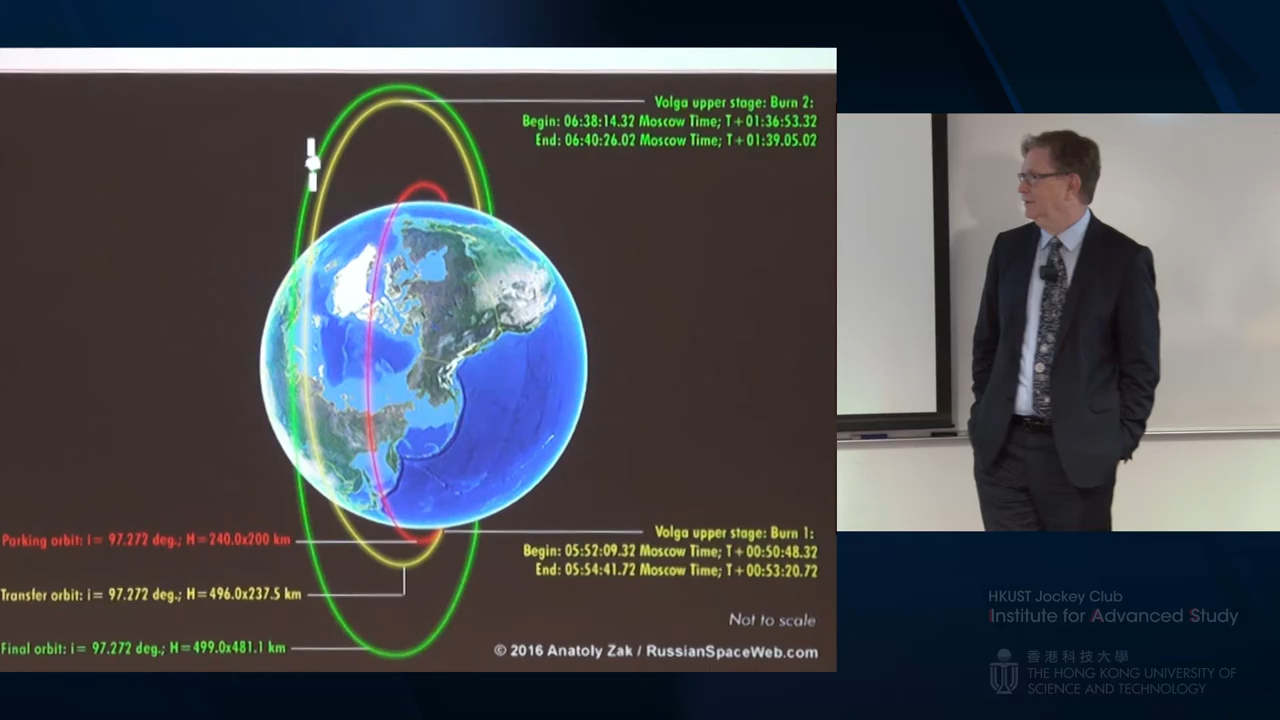 Volga upper stage: Burn 2:
Begin: 06:38:14.32 Moscow Time; T+01:36:53.32
End: 06:40:26.02 Moscow Time; T+01:39.05.02
Parking orbit: i= 97.272 deg.; H=240.0x200 km
Volga upper stage: Burn 1:
Begin: 05:52:09.32 Moscow Time; T+00:50:48.32
End: 05:54:41.72 Moscow Time; T+00:53:20.72
Transfer orbit: i= 97.272 deg.; H=496.0x237.5 km
Not to scale
Final orbit: i= 97.272 deg.; H=499.0x481.1 km
© 2016 Anatoly Zak / RussianSpaceWeb.com
HKUST Jockey Club
Institute for Advanced Study
香港科技大學
THE HONG KONG UNIVERSITY OF
SCIENCE AND TECHNOLOGY